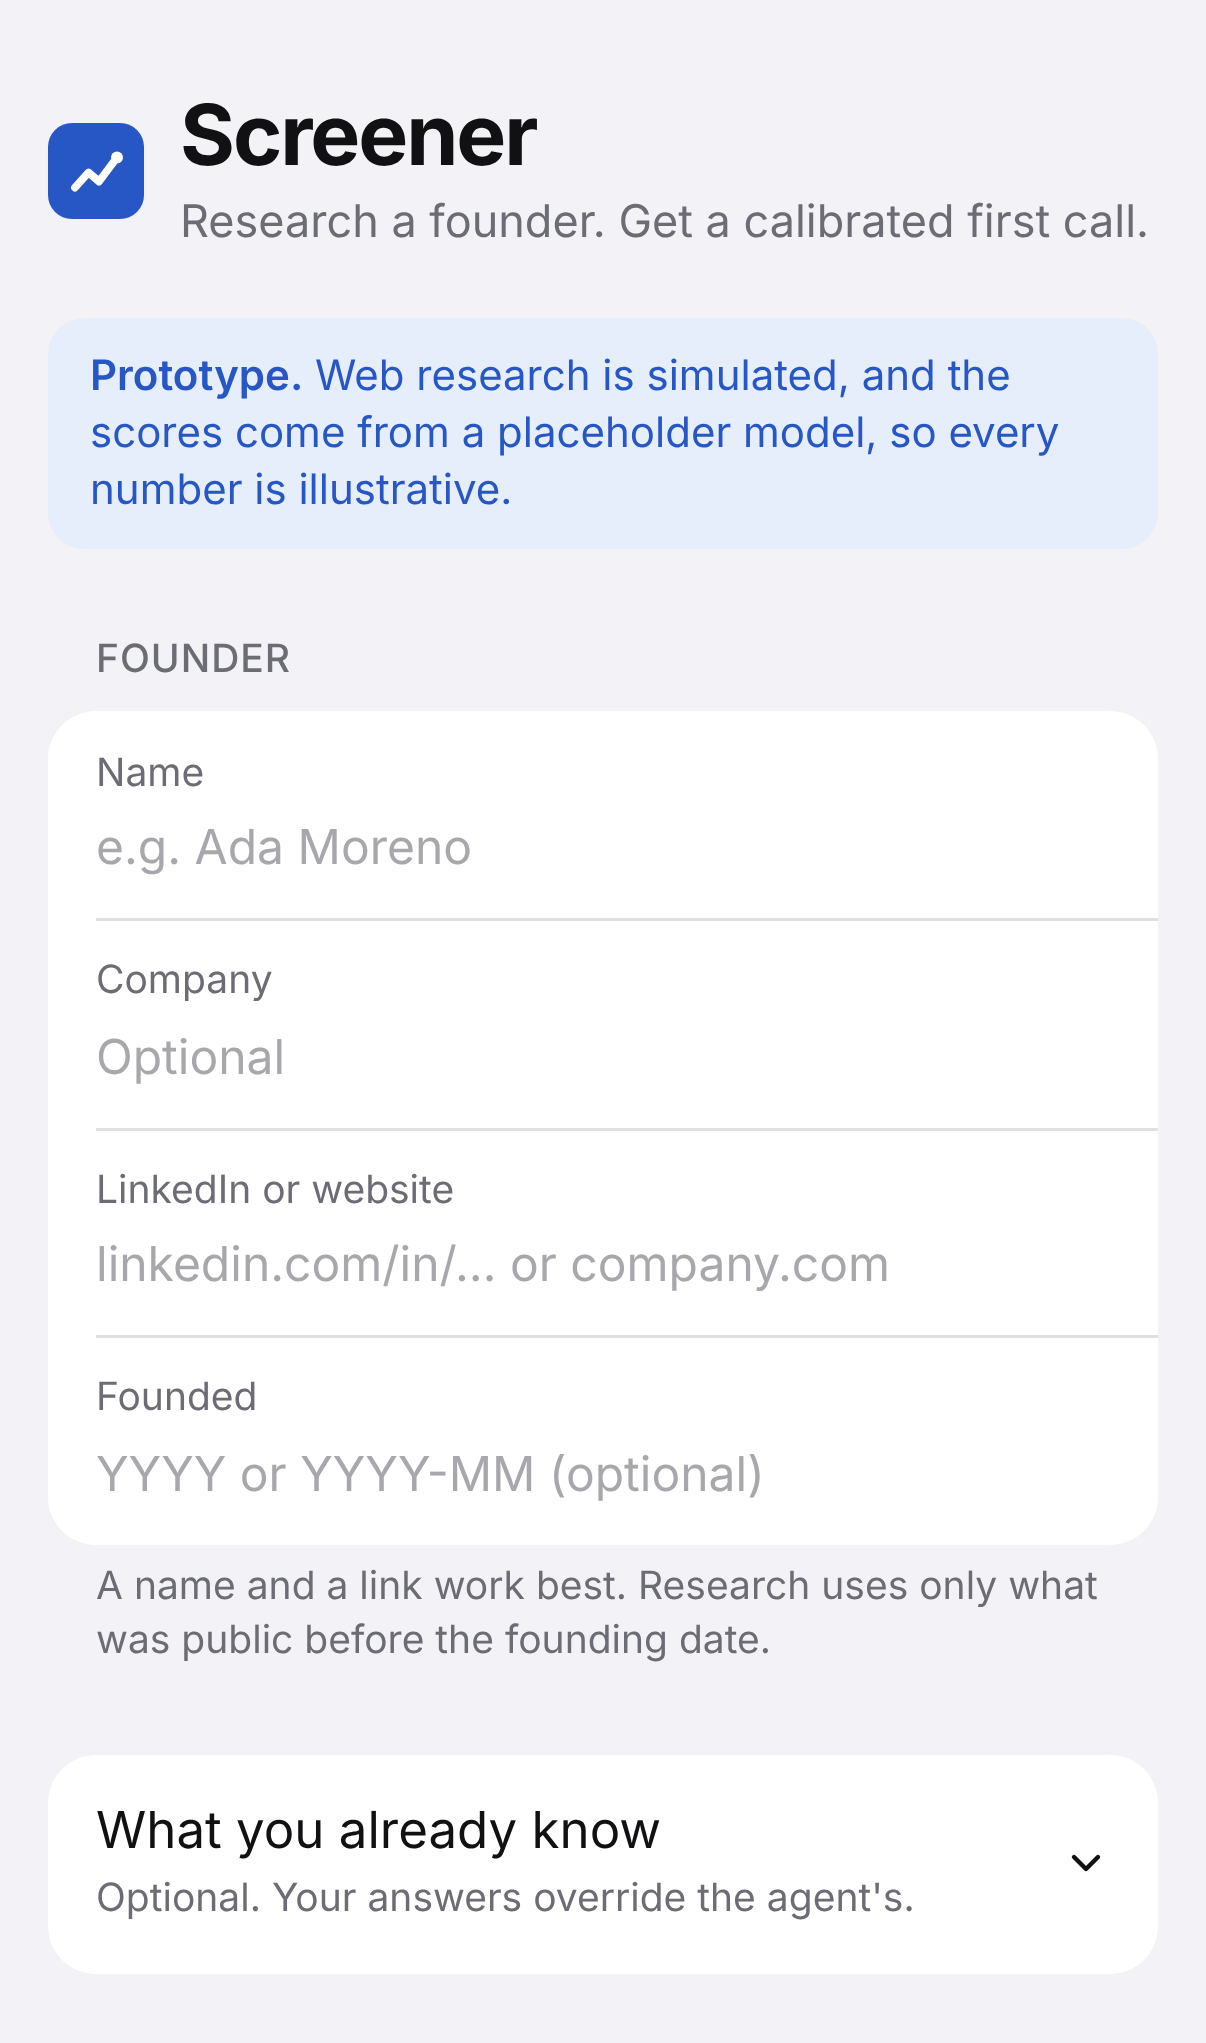 Screener
Research a founder. Get a calibrated first call.
Prototype. Web research is simulated, and the
scores come from a placeholder model, so every
number is illustrative.
FOUNDER
Name
e.g. Ada Moreno
Company
Optional
LinkedIn or website
linkedin.com/in/... or company.com
Founded
YYYY or YYYY-MM (optional)
A name and a link work best. Research uses only what
was public before the founding date.
What you already know
Optional. Your answers override the agent's.